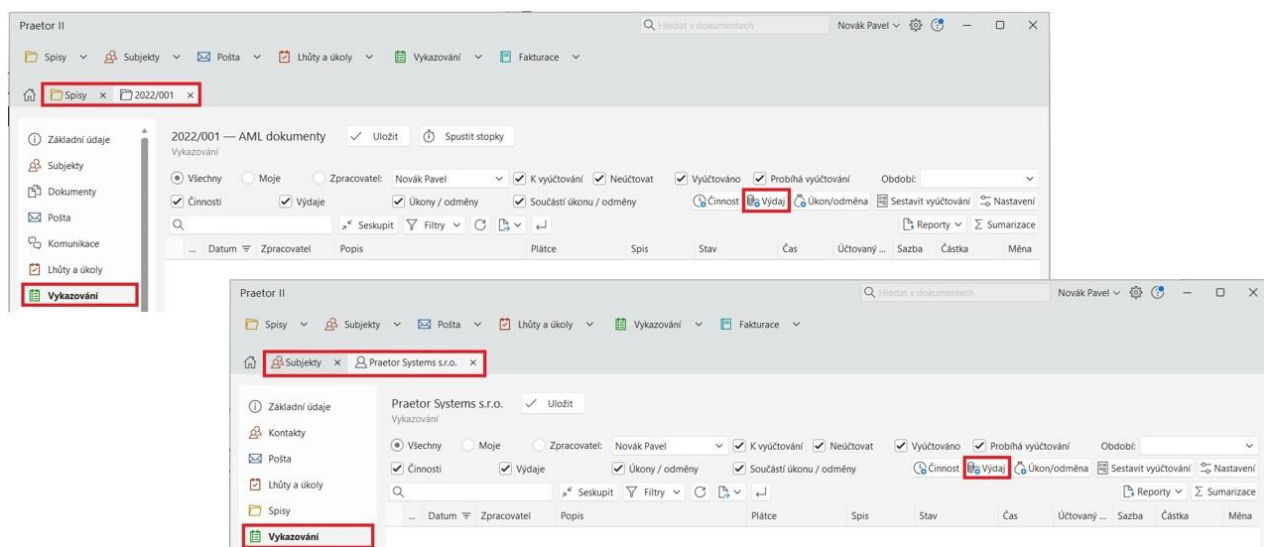 Praetor II Hledat v dokumentech Novák Pavel
Spisy Subjekty Pošta Lhůty a úkoly Vykazování Fakturace
Spisy × 2022/001 ×
Základní údaje
Subjekty
Dokumenty
Pošta
Komunikace
Lhůty a úkoly
Vykazování
2022/001 — AML dokumenty Uložit Spustit stopky
Vykazování
Všechny Moje Zpracovatel: Novák Pavel K vyúčtování Neúčtovat Vyúčtováno Probíhá vyúčtování Období:
Činnosti Výdaje Úkony / odměny Součástí úkonu / odměny Činnost Výdaj Úkon/odměna Sestavit vyúčtování Nastavení
Seskupit Filtry Reporty Sumarizace
... Datum Zpracovatel Popis Plátce Spis Stav Čas Účtovaný ... Sazba Částka Měna
Praetor II Hledat v dokumentech Novák Pavel
Spisy Subjekty Pošta Lhůty a úkoly Vykazování Fakturace
Subjekty × Praetor Systems s.r.o. ×
Základní údaje
Kontakty
Pošta
Lhůty a úkoly
Spisy
Vykazování
Praetor Systems s.r.o. Uložit
Vykazování
Všechny Moje Zpracovatel: Novák Pavel K vyúčtování Neúčtovat Vyúčtováno Probíhá vyúčtování Období:
Činnosti Výdaje Úkony / odměny Součástí úkonu / odměny Činnost Výdaj Úkon/odměna Sestavit vyúčtování Nastavení
Seskupit Filtry Reporty Sumarizace
... Datum Zpracovatel Popis Plátce Spis Stav Čas Účtovaný ... Sazba Částka Měna